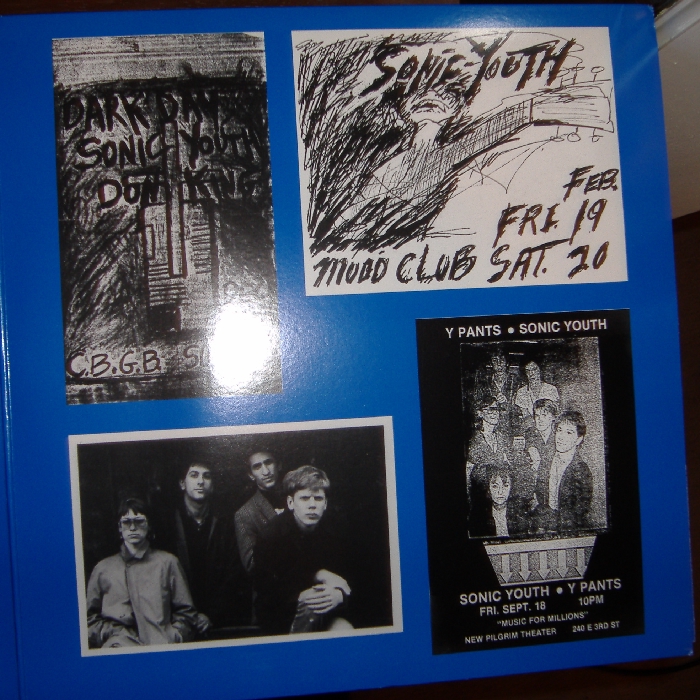 DARK DAY
SONIC YOUTH
DON KING
C.B.G.B.
SONIC YOUTH
FEB.
FRI. 19
MUDD CLUB SAT. 20
Y PANTS • SONIC YOUTH
SONIC YOUTH • Y PANTS
FRI. SEPT. 18 10PM
"MUSIC FOR MILLIONS"
NEW PILGRIM THEATER 240 E 3RD ST